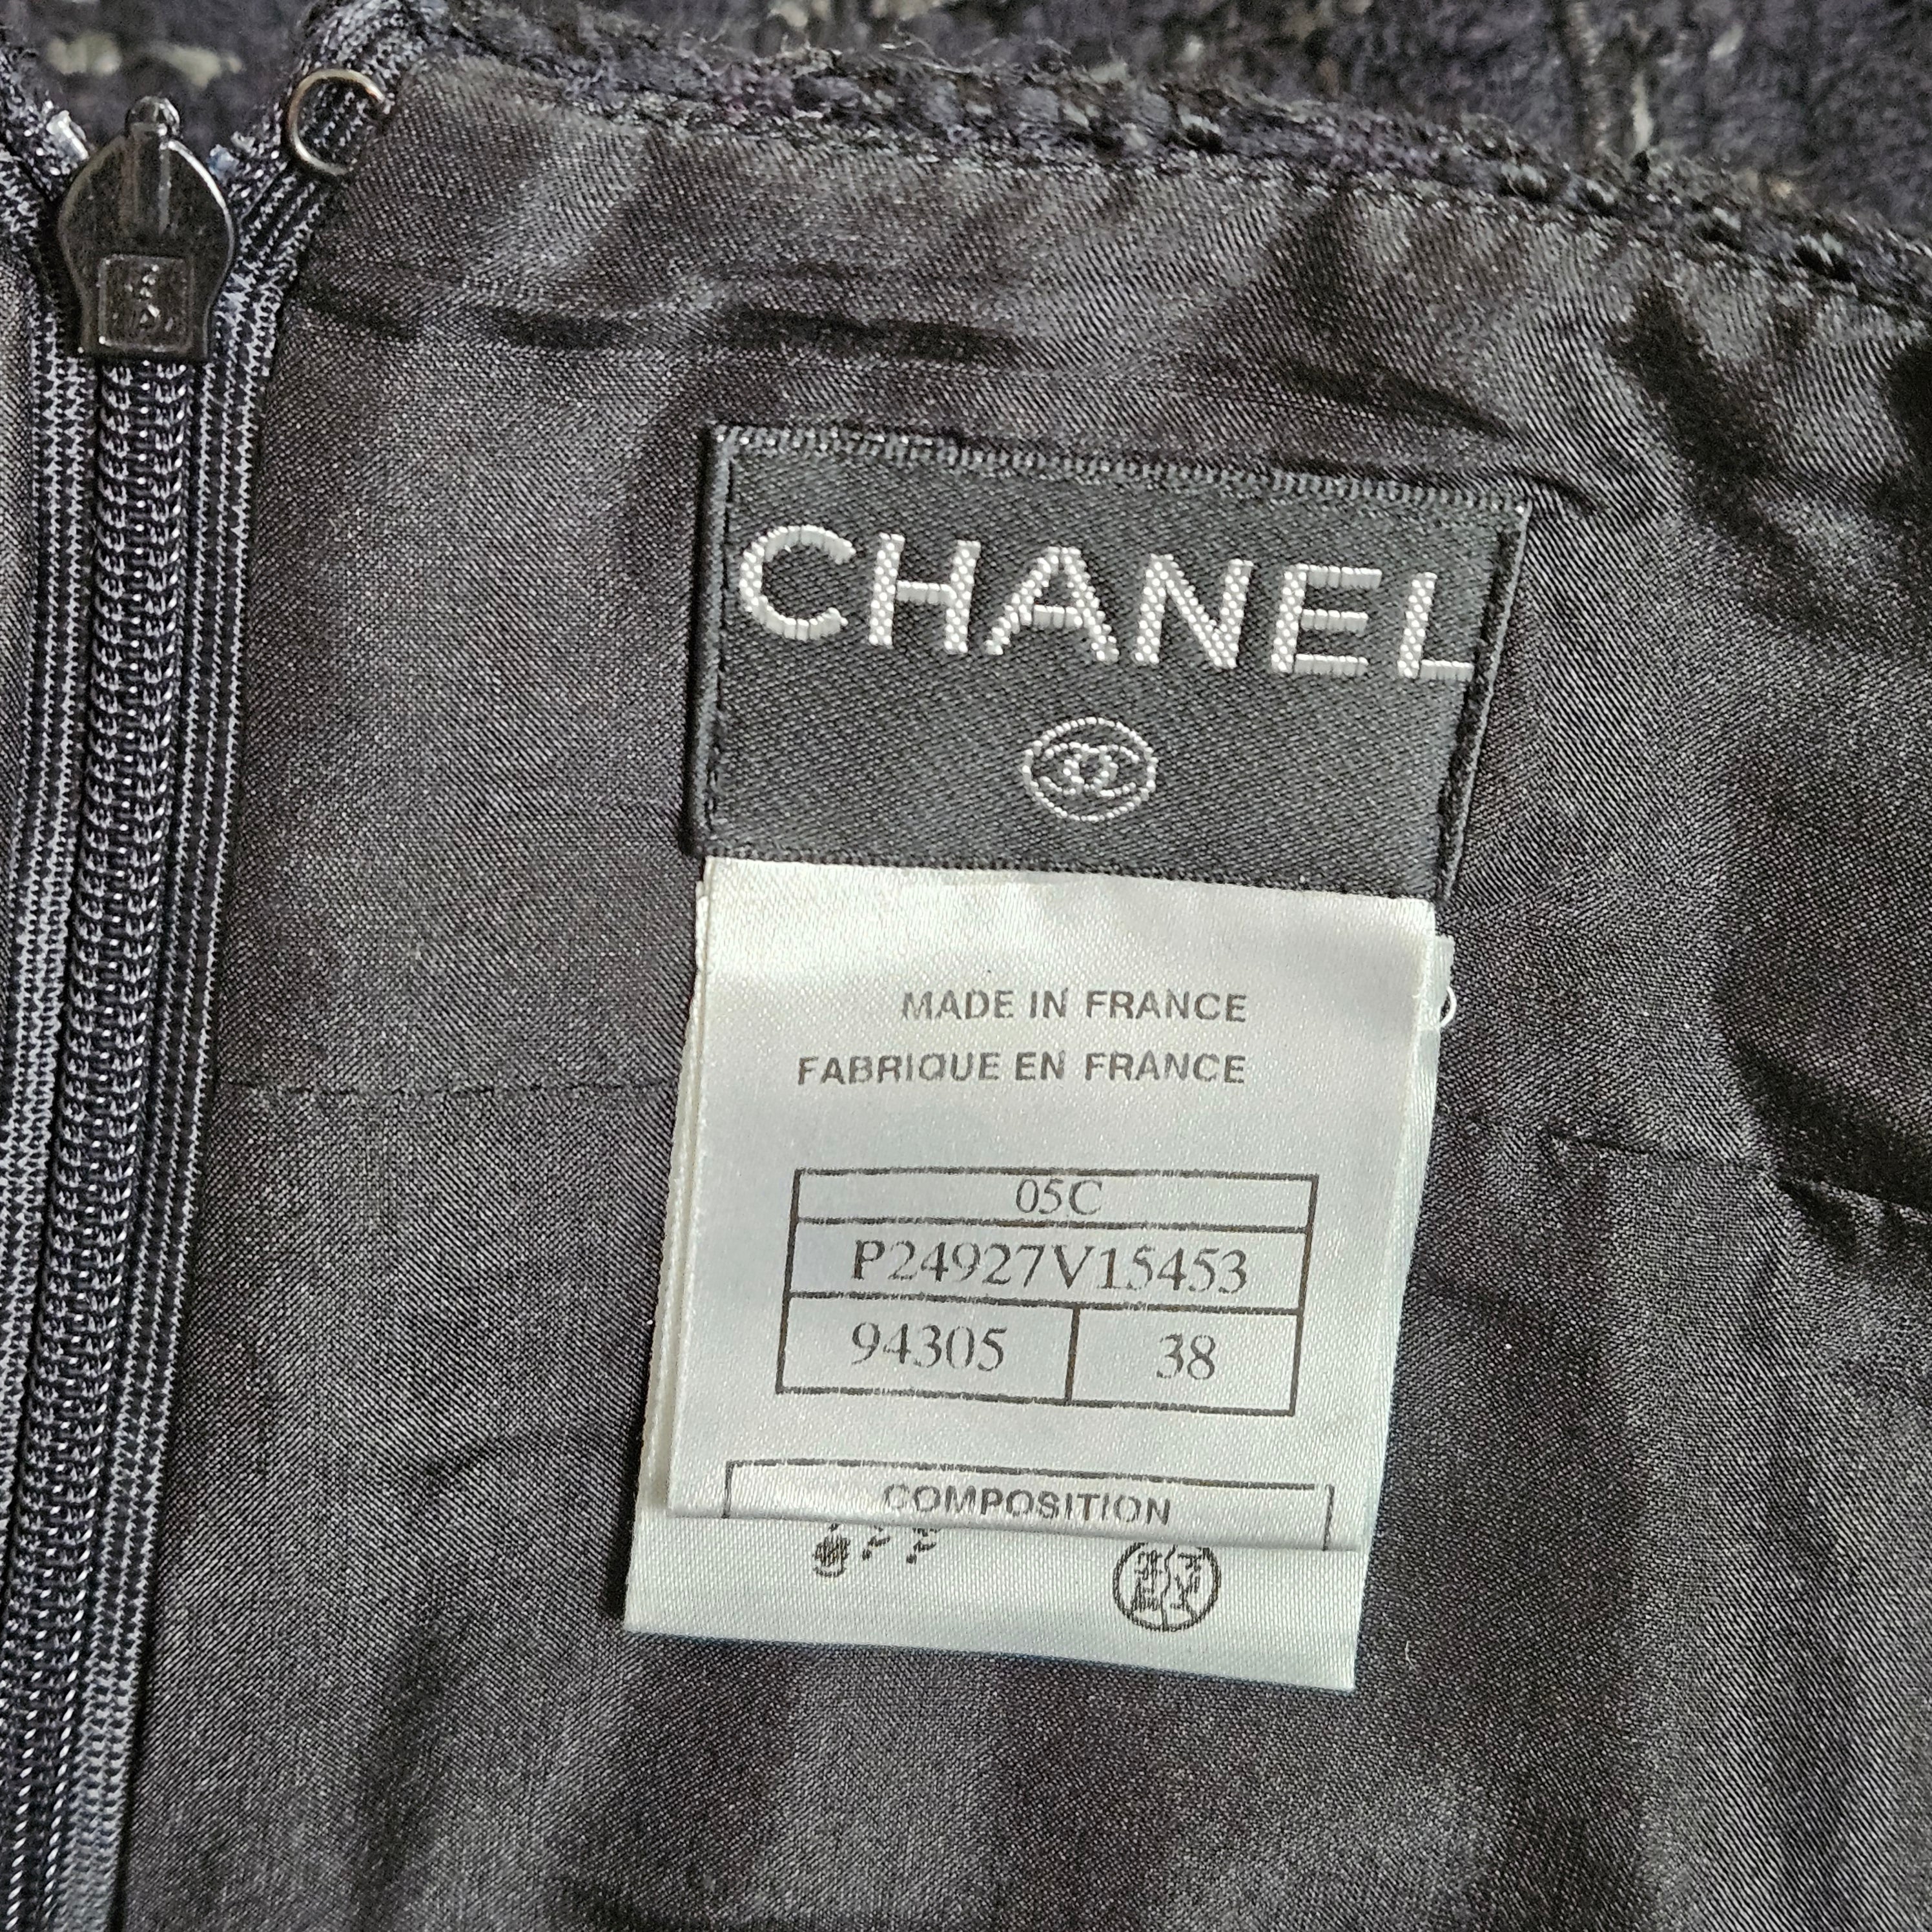 CHANEL
MADE IN FRANCE
FABRIQUE EN FRANCE
05C
P24927V15453
94305 38
COMPOSITION